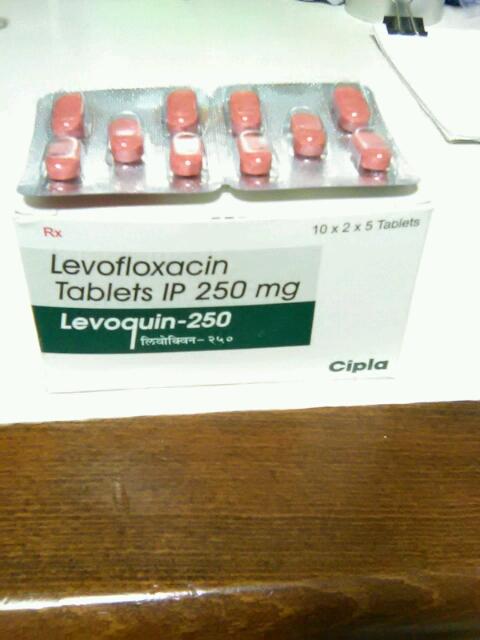 Rx
10 x 2 x 5 Tablets
Levofloxacin
Tablets IP 250 mg
Levoquin-250
लिवोक्विन-२५०
Cipla